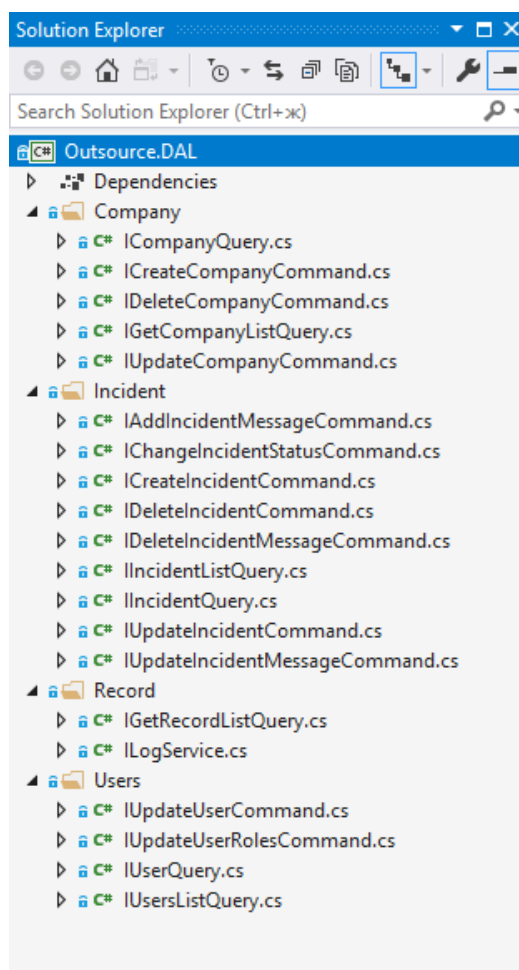 Solution Explorer
Search Solution Explorer (Ctrl+ж)
C# Outsource.DAL
Dependencies
Company
C# ICompanyQuery.cs
C# ICreateCompanyCommand.cs
C# IDeleteCompanyCommand.cs
C# IGetCompanyListQuery.cs
C# IUpdateCompanyCommand.cs
Incident
C# IAddIncidentMessageCommand.cs
C# IChangeIncidentStatusCommand.cs
C# ICreateIncidentCommand.cs
C# IDeleteIncidentCommand.cs
C# IDeleteIncidentMessageCommand.cs
C# IIncidentListQuery.cs
C# IIncidentQuery.cs
C# IUpdateIncidentCommand.cs
C# IUpdateIncidentMessageCommand.cs
Record
C# IGetRecordListQuery.cs
C# ILogService.cs
Users
C# IUpdateUserCommand.cs
C# IUpdateUserRolesCommand.cs
C# IUserQuery.cs
C# IUsersListQuery.cs